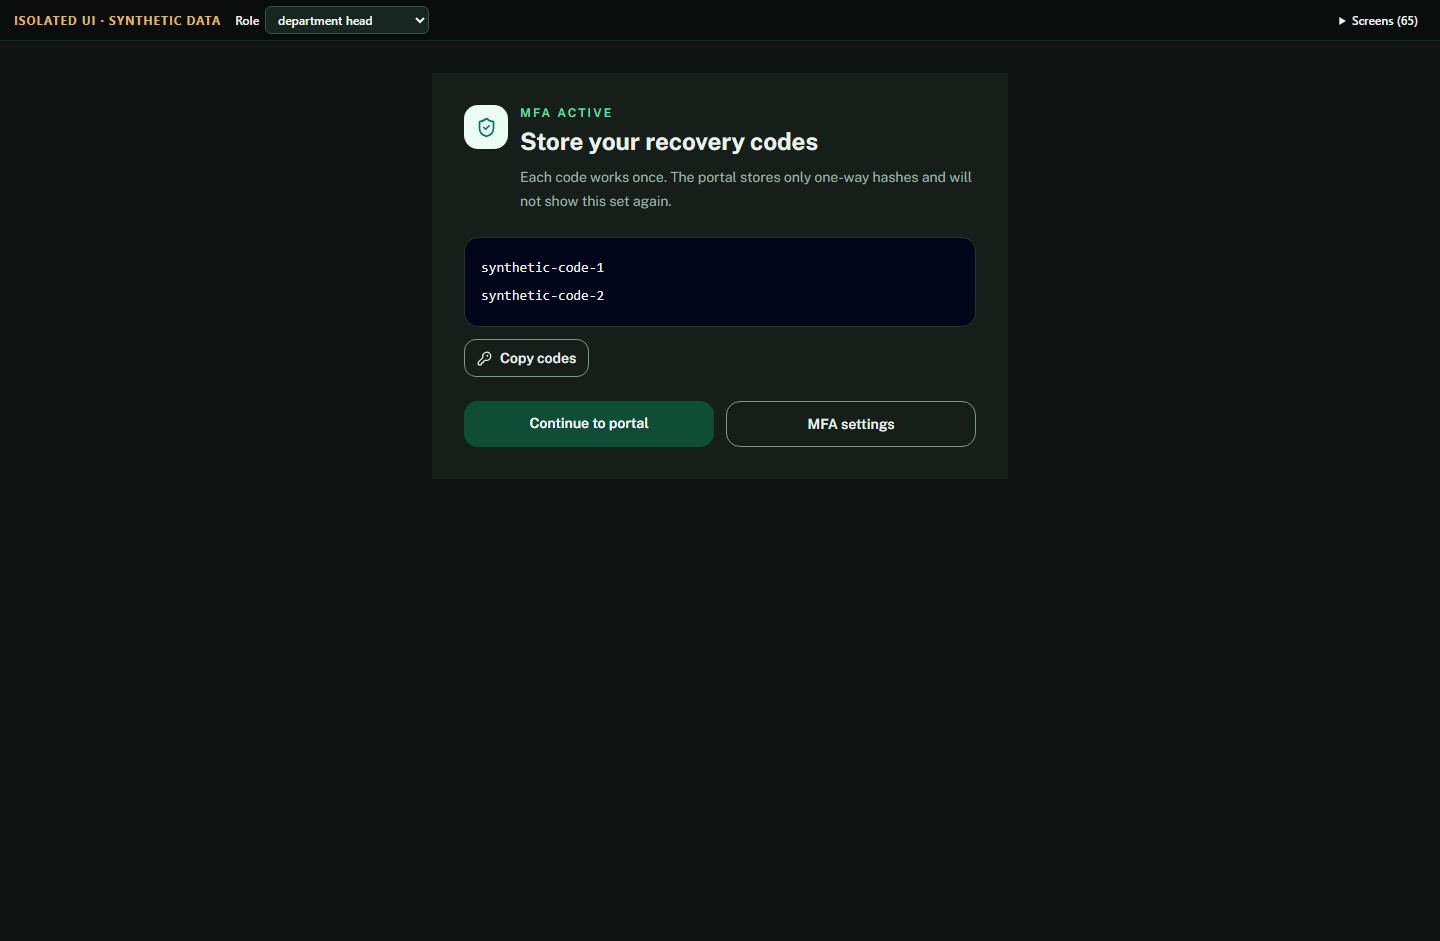 ISOLATED UI · SYNTHETIC DATA Role department head Screens (65)
MFA ACTIVE
Store your recovery codes
Each code works once. The portal stores only one-way hashes and will
not show this set again.
synthetic-code-1
synthetic-code-2
Copy codes
Continue to portal MFA settings